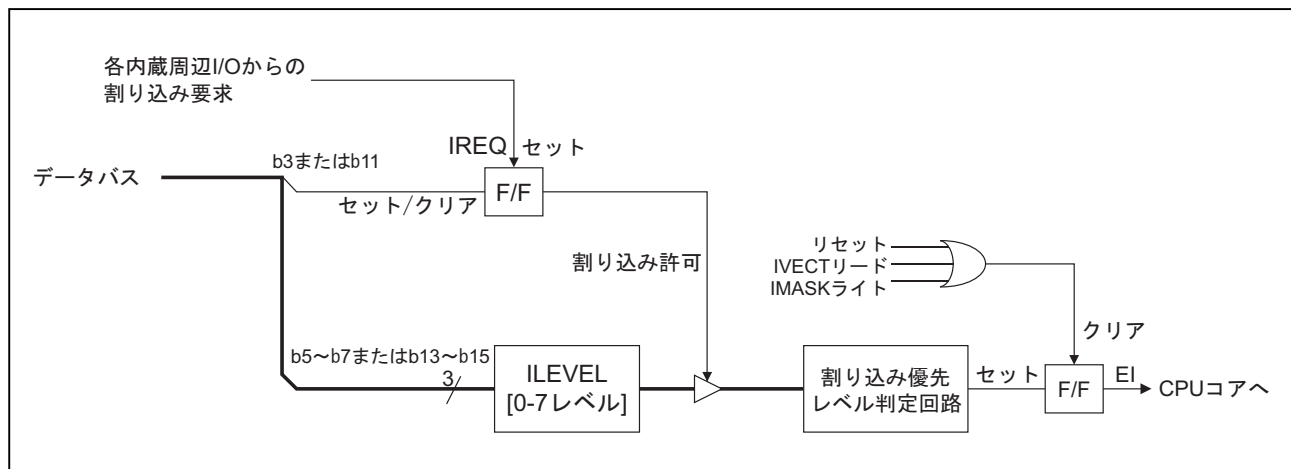 各内蔵周辺I/Oからの
割り込み要求
IREQ セット
b3またはb11
データバス
セット/クリア
F/F
割り込み許可
リセット
IVECTリード
IMASKライト
クリア
b5〜b7またはb13〜b15
3
ILEVEL
[0-7レベル]
割り込み優先
レベル判定回路
セット
F/F
EI
CPUコアへ